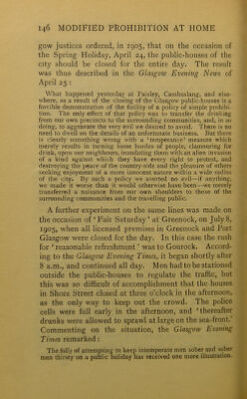 146 MODIFIED PROHIBITION AT HOME
gow justices ordered, in 1905, that on the occasion of
the Spring Holiday, April 24, the public-houses of the
city should be closed for the entire day. The result
was thus described in the Glasgow Evening News of
April 25:
What happened yesterday at Paisley, Cambuslang, and else-
where, as a result of the closing of the Glasgow public-houses is a
forcible demonstration of the futility of a policy of simple prohibi-
tion. The only effect of that policy was to transfer the drinking
from our own precincts to the surrounding communities, and, in so
doing, to aggravate the very evil we desired to avoid. There is no
need to dwell on the details of an unfortunate business. But there
is clearly something wrong with a 'temperance' measure which
merely results in turning loose hordes of people, clamouring for
drink, upon our neighbours, inundating them with an alien invasion
of a kind against which they have every right to protest, and
destroying the peace of the country-side and the pleasure of others
seeking enjoyment of a more innocent nature within a wide radius
of the city. By such a policy we averted no evil—if anything,
we made it worse than it would otherwise have been—we merely
transferred a nuisance from our own shoulders to those of the
surrounding communities and the travelling public.
A further experiment on the same lines was made on
the occasion of 'Fair Saturday' at Greenock, on July 8,
1905, when all licensed premises in Greenock and Port
Glasgow were closed for the day. In this case the rush
for 'reasonable refreshment' was to Gourock. Accord-
ing to the Glasgow Evening Times, it began shortly after
8 a.m., and continued all day. Men had to be stationed
outside the public-houses to regulate the traffic, but
this was so difficult of accomplishment that the houses
in Shore Street closed at three o'clock in the afternoon,
as the only way to keep out the crowd. The police
cells were full early in the afternoon, and 'thereafter
drunks were allowed to sprawl at large on the sea-front.'
Commenting on the situation, the Glasgow Evening
Times remarked:
The folly of attempting to keep intemperate men sober and sober
men thirsty on a public holiday has received one more illustration.